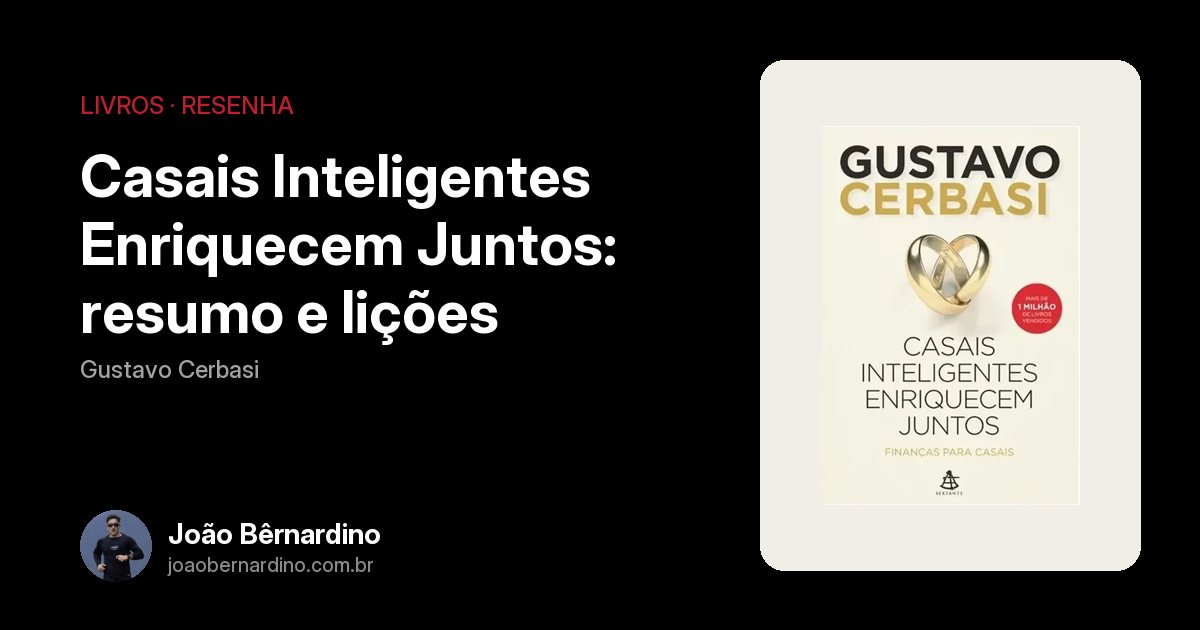 LIVROS · RESENHA
Casais Inteligentes
Enriquecem Juntos:
resumo e lições
Gustavo Cerbasi
João Bêrnardino
joaobernardino.com.br
GUSTAVO
CERBASI
MAIS DE
1 MILHÃO
DE LIVROS
VENDIDOS
CASAIS
INTELIGENTES
ENRIQUECEM
JUNTOS
FINANÇAS PARA CASAIS
SEXTANTE